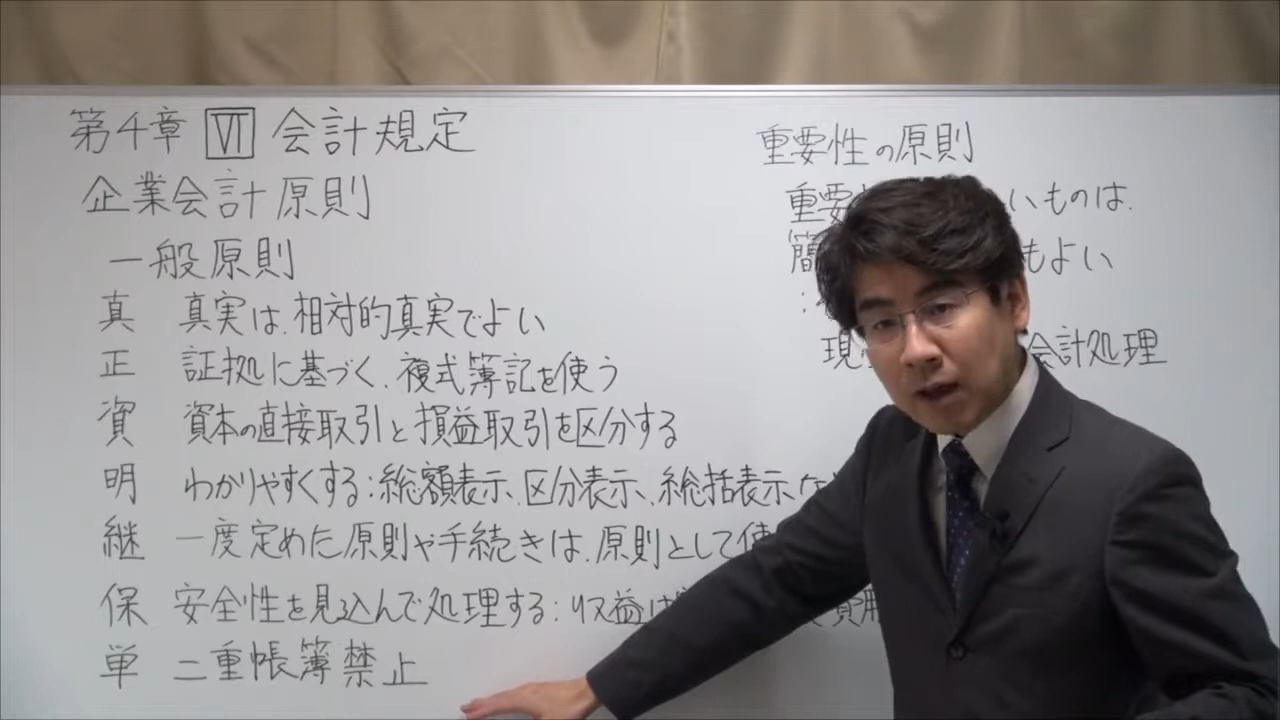 第4章 Ⅵ 会計規定
企業会計原則
一般原則
真 真実は、相対的真実でよい
正 証拠に基づく、複式簿記を使う
資 資本の直接取引と損益取引を区分する
明 わかりやすくする:総額表示、区分表示、総括表示
継 一度定めた原則や手続きは、原則として使
保 安全性を見込んで処理する:収益は 費用
単 二重帳簿禁止
重要性の原則
重要 いものは、
簡 もよい
現 会計処理